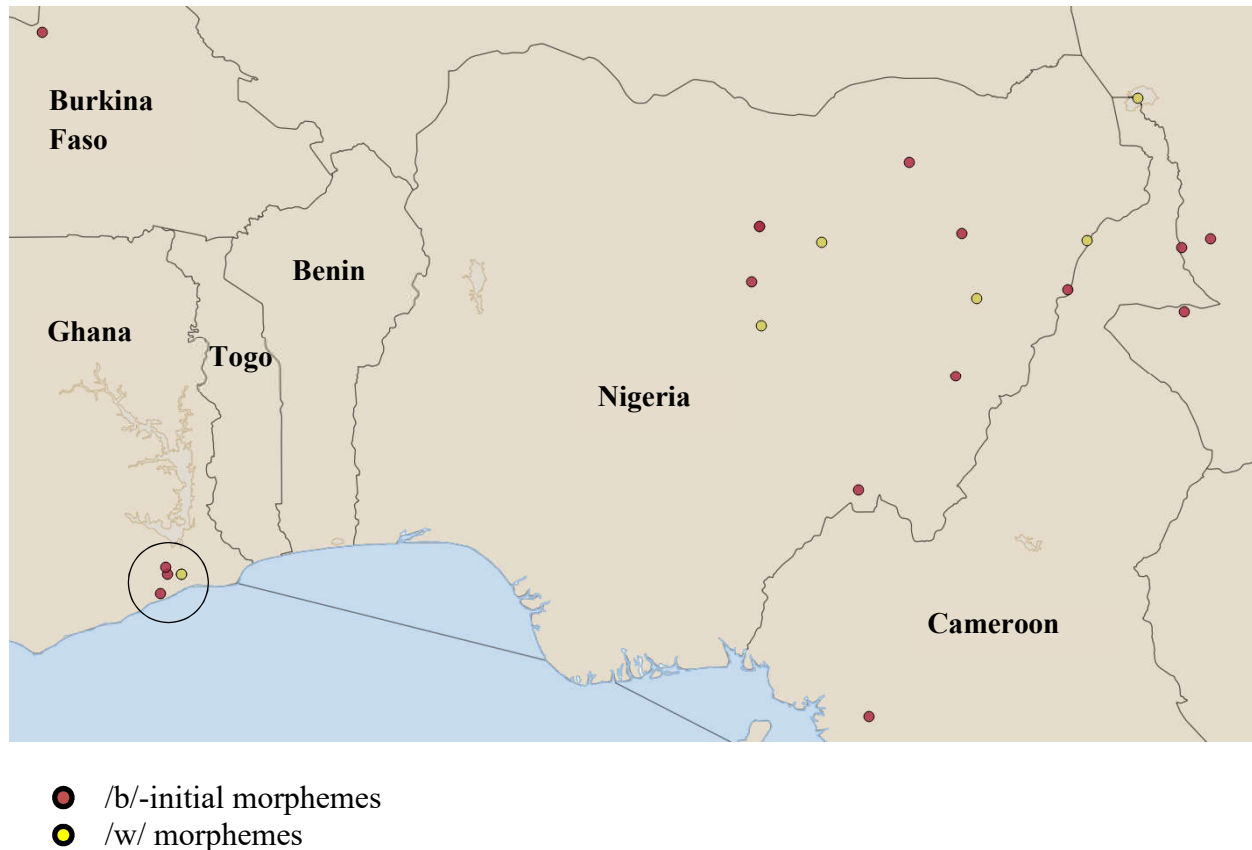 Burkina
Faso
Benin
Ghana
Togo
Nigeria
Cameroon
/b/-initial morphemes
/w/ morphemes